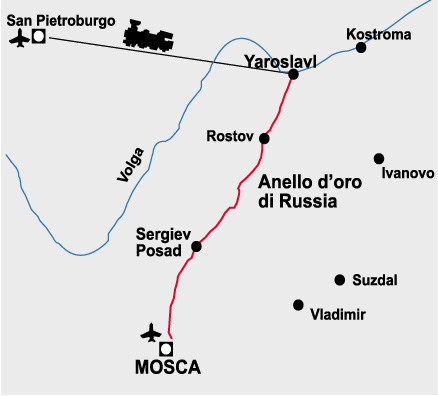 San Pietroburgo
Kostroma
Yaroslavl
Rostov
Volga
Ivanovo
Anello d'oro
di Russia
Sergiev
Posad
Suzdal
Vladimir
MOSCA